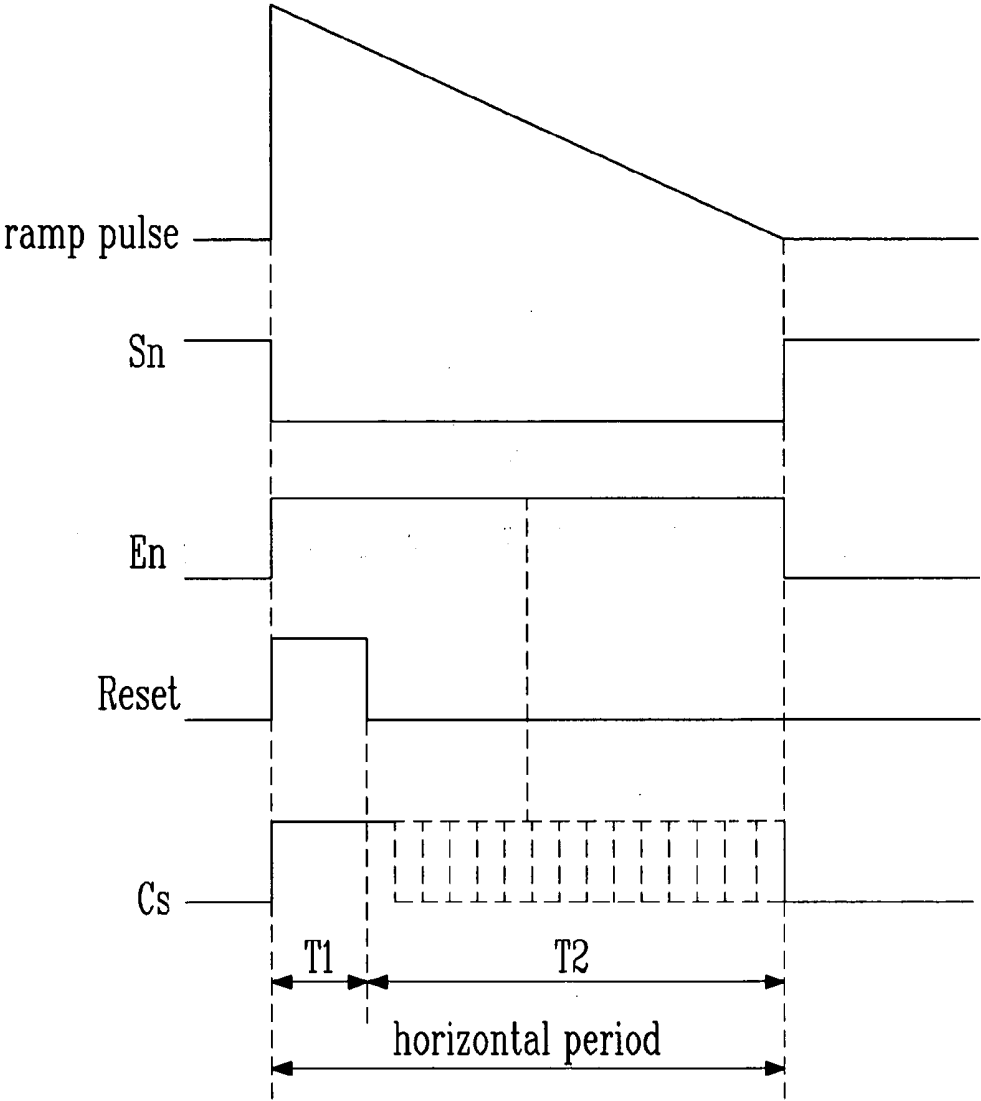 ramp pulse
Sn
En
Reset
Cs
T1
T2
horizontal period